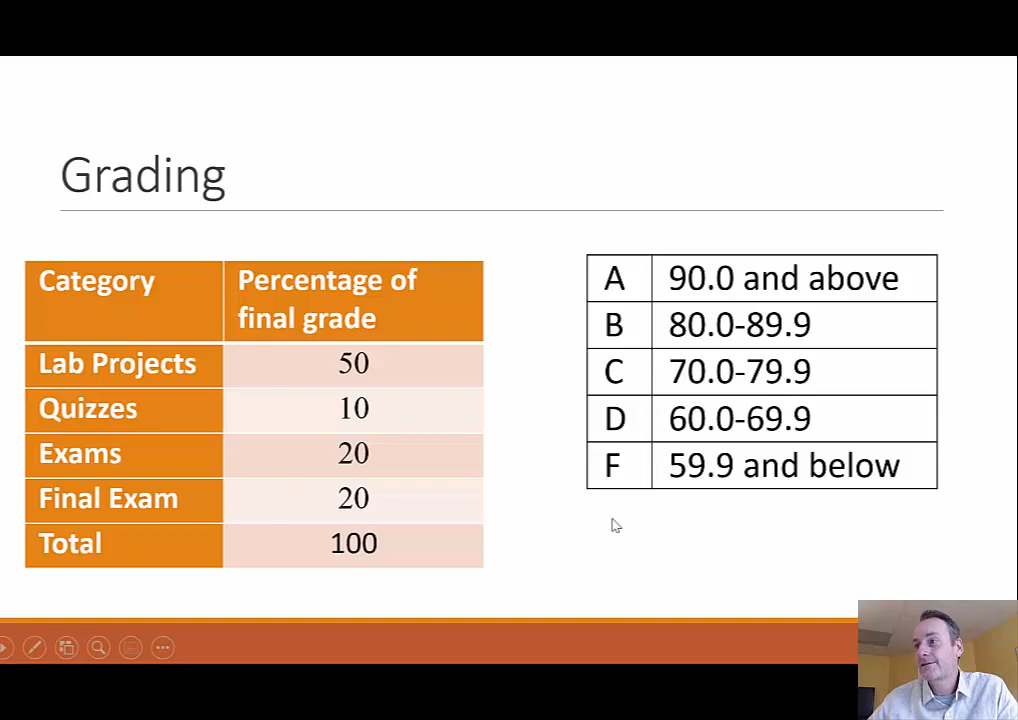 Grading
Category Percentage of
final grade
Lab Projects 50
Quizzes 10
Exams 20
Final Exam 20
Total 100
A 90.0 and above
B 80.0-89.9
C 70.0-79.9
D 60.0-69.9
F 59.9 and below